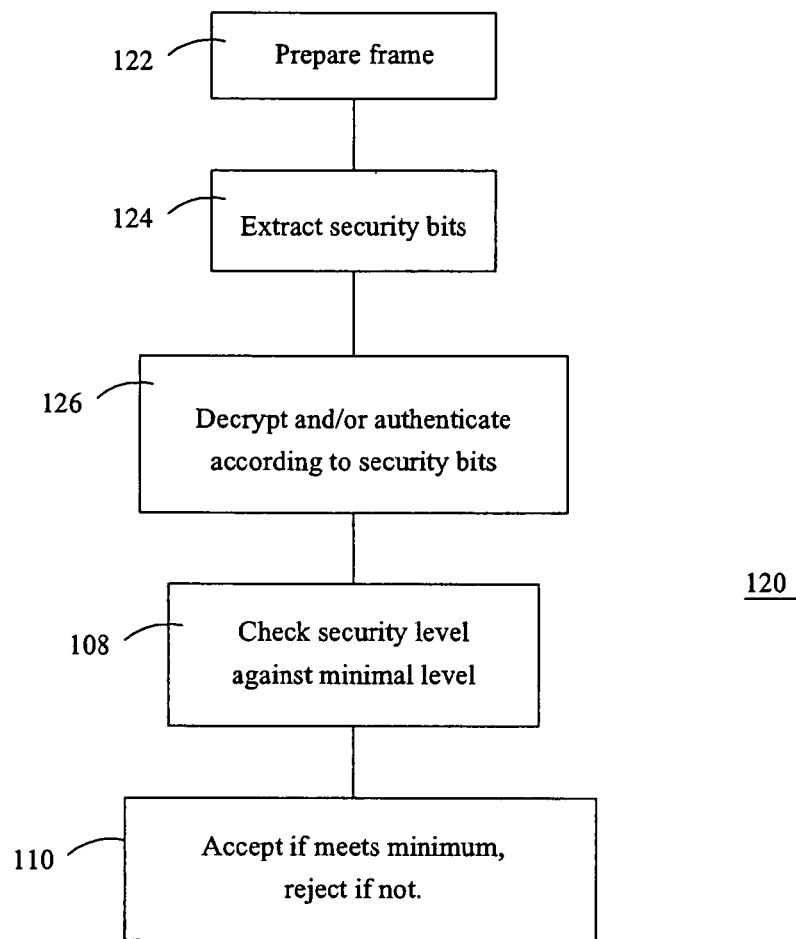 122
Prepare frame
124
Extract security bits
126
Decrypt and/or authenticate
according to security bits
120
108
Check security level
against minimal level
110
Accept if meets minimum,
reject if not.